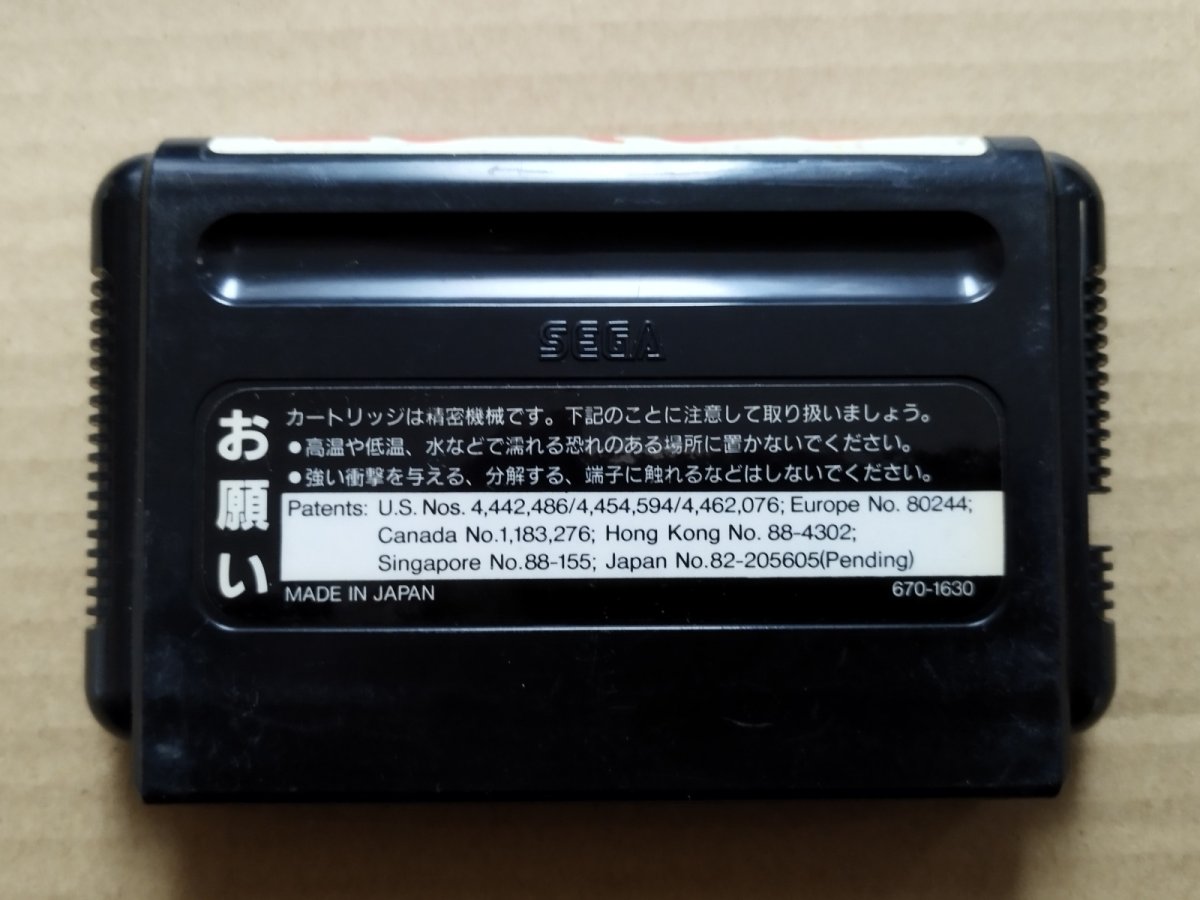 SEGA
お願い
カートリッジは精密機械です。下記のことに注意して取り扱いましょう。
●高温や低温、水などで濡れる恐れのある場所に置かないでください。
●強い衝撃を与える、分解する、端子に触れるなどはしないでください。
Patents: U.S. Nos. 4,442,486/4,454,594/4,462,076; Europe No. 80244;
Canada No.1,183,276; Hong Kong No. 88-4302;
Singapore No.88-155; Japan No.82-205605(Pending)
MADE IN JAPAN
670-1630